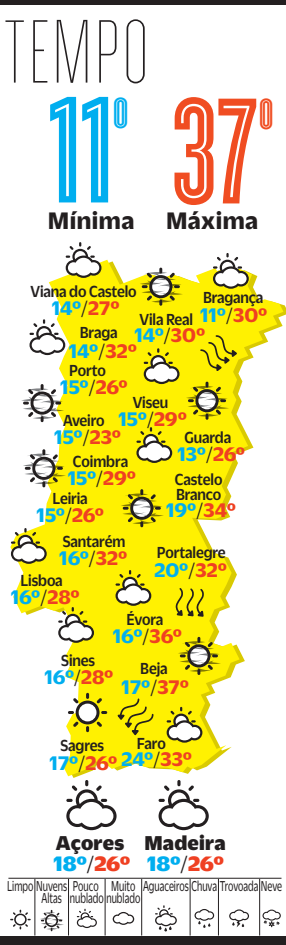 TEMPO
11º 37º
Mínima Máxima
Viana do Castelo
14º/27º
Bragança
11º/30º
Vila Real
14º/30º
Braga
14º/32º
Porto
15º/26º
Viseu
15º/29º
Aveiro
15º/23º
Guarda
13º/26º
Coimbra
15º/29º
Castelo
Branco
19º/34º
Leiria
15º/26º
Santarém
16º/32º
Portalegre
20º/32º
Lisboa
16º/28º
Évora
16º/36º
Sines
16º/28º
Beja
17º/37º
Sagres
17º/26º
Faro
24º/33º
Açores Madeira
18º/26º 18º/26º
Limpo Nuvens Altas Pouco nublado Muito nublado Aguaceiros Chuva Trovoada Neve